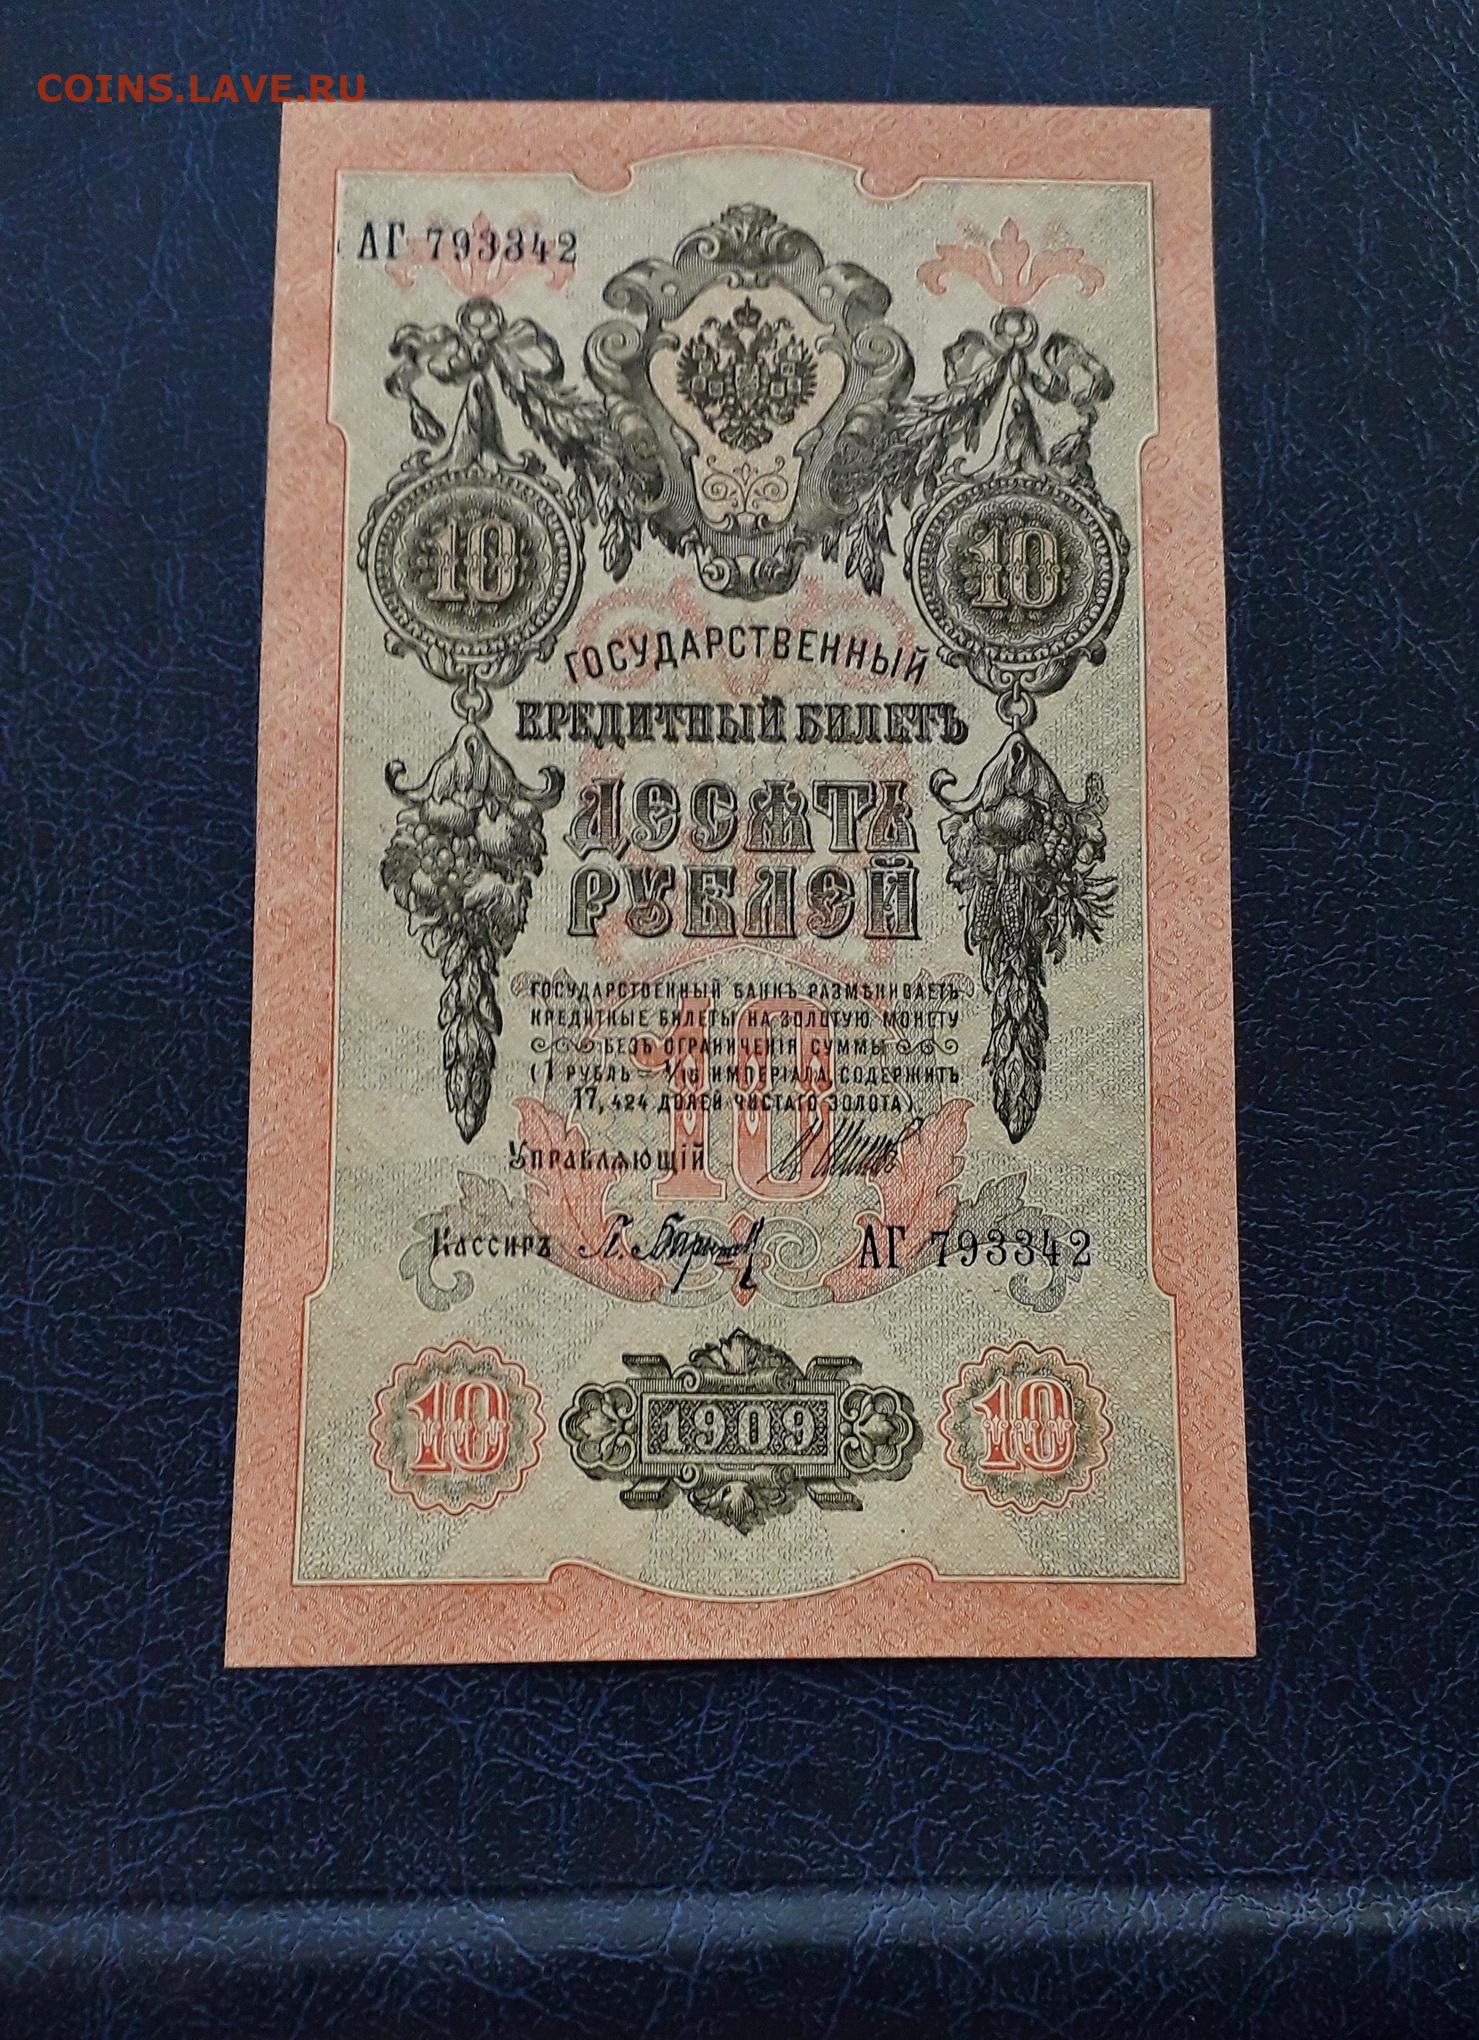 COINS.LAVE.RU
АГ 793342
10 10
ГОСУДАРСТВЕННЫЙ
КРЕДИТНЫЙ БИЛЕТЪ
ДЕСЯТЬ
РУБЛЕЙ
10
ГОСУДАРСТВЕННЫЙ БАНКЪ РАЗМѢНИВАЕТЪ
КРЕДИТНЫЕ БИЛЕТЫ НА ЗОЛОТУЮ МОНЕТУ
БЕЗЪ ОГРАНИЧЕНІЯ СУММЫ
(1 РУБЛЬ = 1/15 ИМПЕРІАЛА, СОДЕРЖИТЪ
17,424 ДОЛЕЙ ЧИСТАГО ЗОЛОТА)
УПРАВЛЯЮЩІЙ
КАССИРЪ АГ 793342
10 1909 10